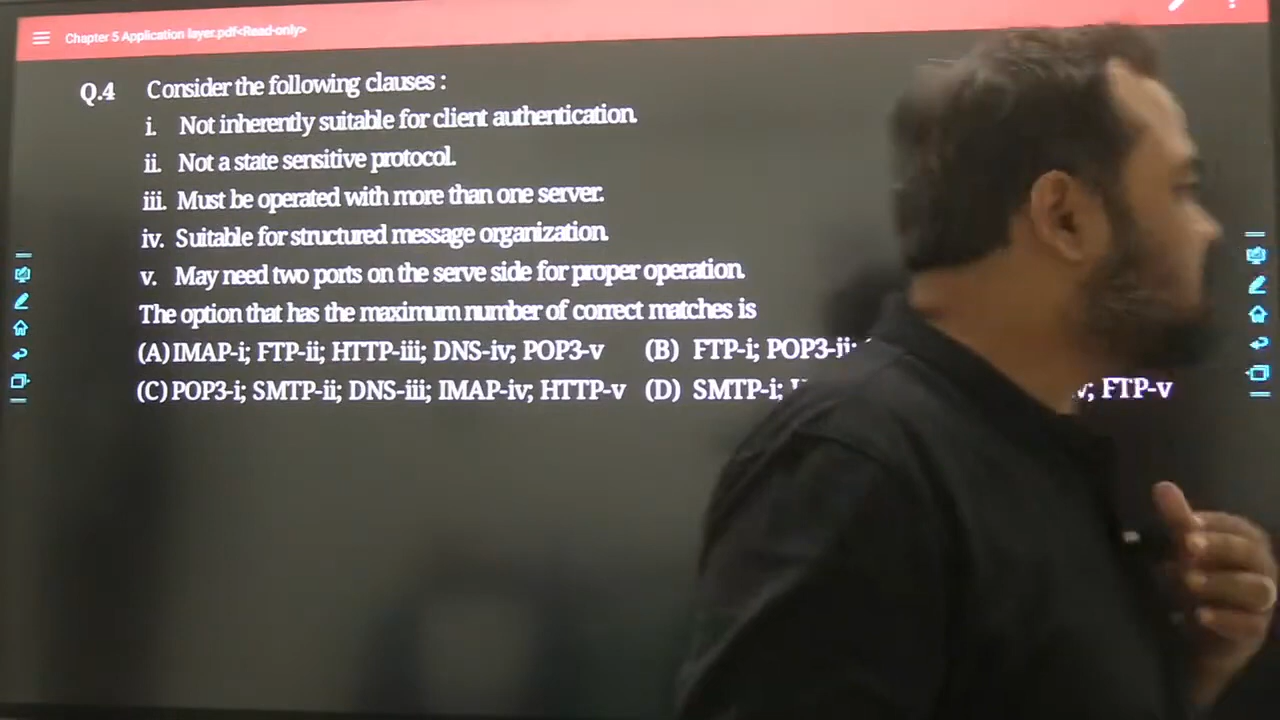 Chapter 5 Application layer.pdf<Read-only>
Q.4 Consider the following clauses :
i. Not inherently suitable for client authentication.
ii. Not a state sensitive protocol.
iii. Must be operated with more than one server.
iv. Suitable for structured message organization.
v. May need two ports on the serve side for proper operation.
The option that has the maximum number of correct matches is
(A) IMAP-i; FTP-ii; HTTP-iii; DNS-iv; POP3-v (B) FTP-i; POP3-ii;
(C) POP3-i; SMTP-ii; DNS-iii; IMAP-iv; HTTP-v (D) SMTP-i; FTP-v